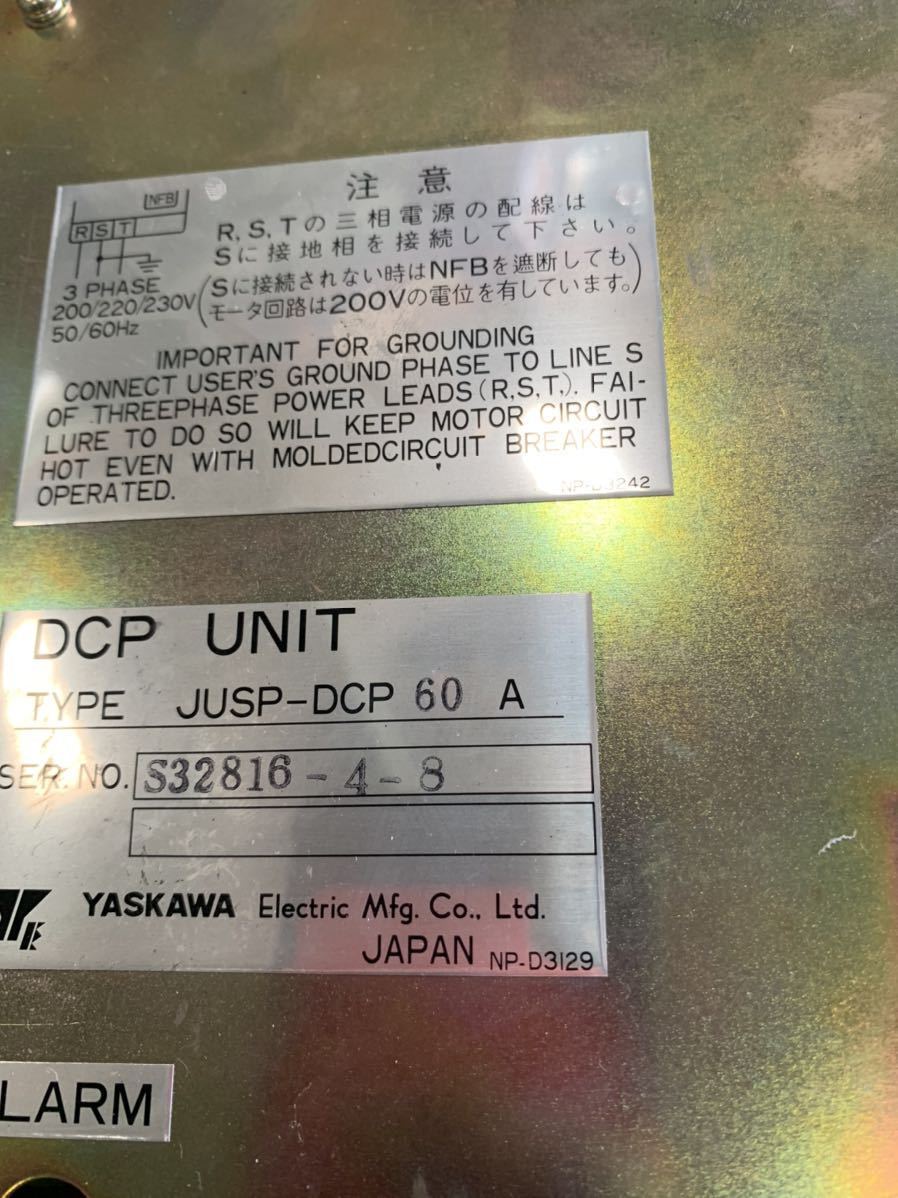 注意
NFB
R S T
3 PHASE
200/220/230V
50/60Hz
R,S,Tの三相電源の配線は
Sに接地相を接続して下さい。
(Sに接続されない時はNFBを遮断しても
モータ回路は200Vの電位を有しています。)
IMPORTANT FOR GROUNDING
CONNECT USER'S GROUND PHASE TO LINE S
OF THREEPHASE POWER LEADS(R,S,T,). FAI-
LURE TO DO SO WILL KEEP MOTOR CIRCUIT
HOT EVEN WITH MOLDEDCIRCUIT BREAKER
OPERATED.
NP-D3242
DCP UNIT
TYPE JUSP-DCP 60 A
SER. NO. S32816-4-8
YASKAWA Electric Mfg. Co., Ltd.
JAPAN NP-D3129
LARM